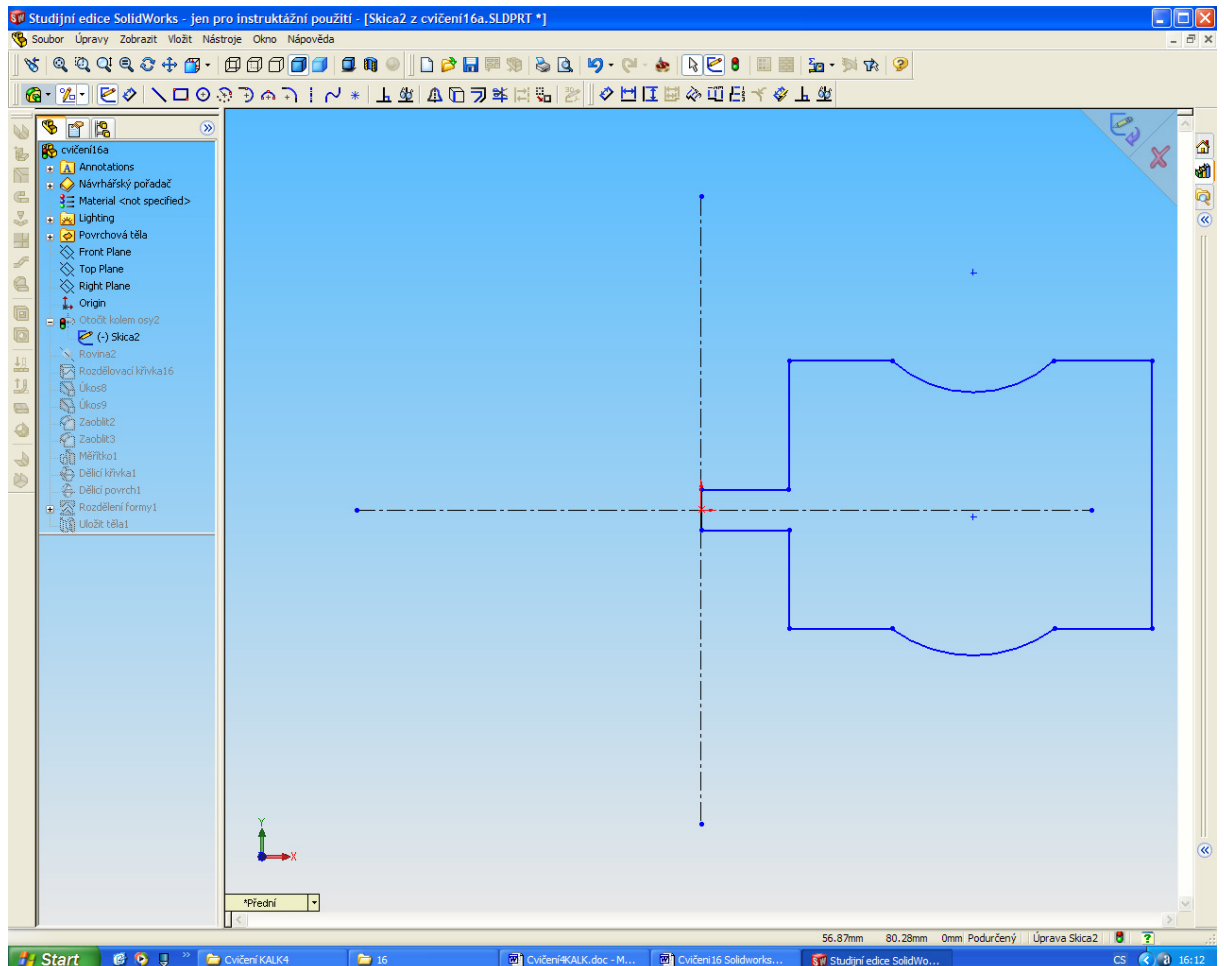 Studijní edice SolidWorks - jen pro instruktážní použití - [Skica2 z cvičení16a.SLDPRT *]
Soubor Úpravy Zobrazit Vložit Nástroje Okno Nápověda
cvičení16a
Annotations
Návrhářský pořadač
Material <not specified>
Lighting
Povrchová těla
Front Plane
Top Plane
Right Plane
Origin
Otočit kolem osy2
(-) Skica2
Rovina2
Rozdělovací křivka16
Úkos8
Úkos9
Zaoblit2
Zaoblit3
Měřítko1
Dělicí křivka1
Dělicí povrch1
Rozdělení formy1
Uložit těla1
Y
X
*Přední
56.87mm 80.28mm 0mm Podurčený Úprava Skica2
Start Cvičení KALK4 16 Cvičení4KALK.doc - M... Cvičeni16 Solidworks... Studijní edice SolidWo... CS 16:12